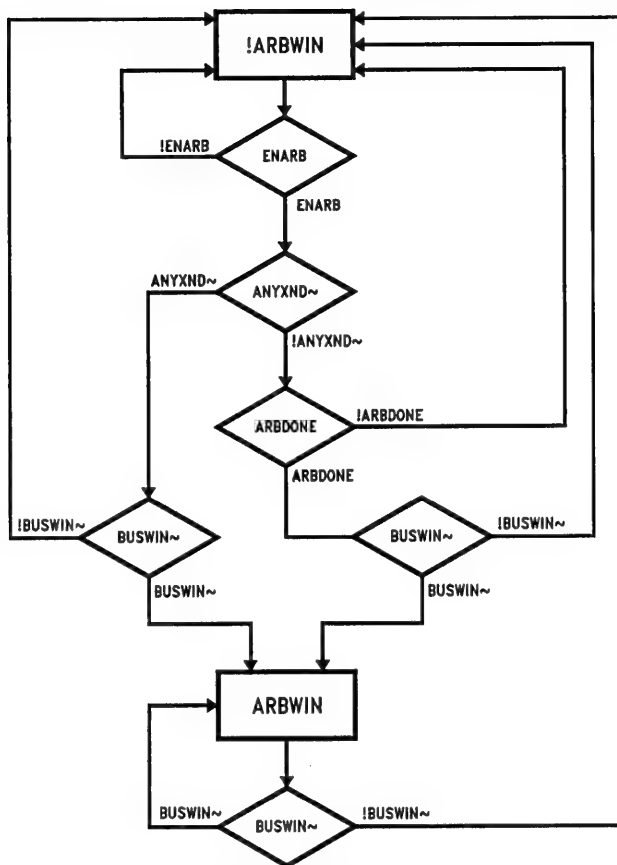 !ARBWIN
!ENARB
ENARB
ENARB
ANYXND~
ANYXND~
!ANYXND~
ARBDONE
!ARBDONE
ARBDONE
!BUSWIN~
BUSWIN~
BUSWIN~
!BUSWIN~
BUSWIN~
BUSWIN~
ARBWIN
BUSWIN~
BUSWIN~
!BUSWIN~